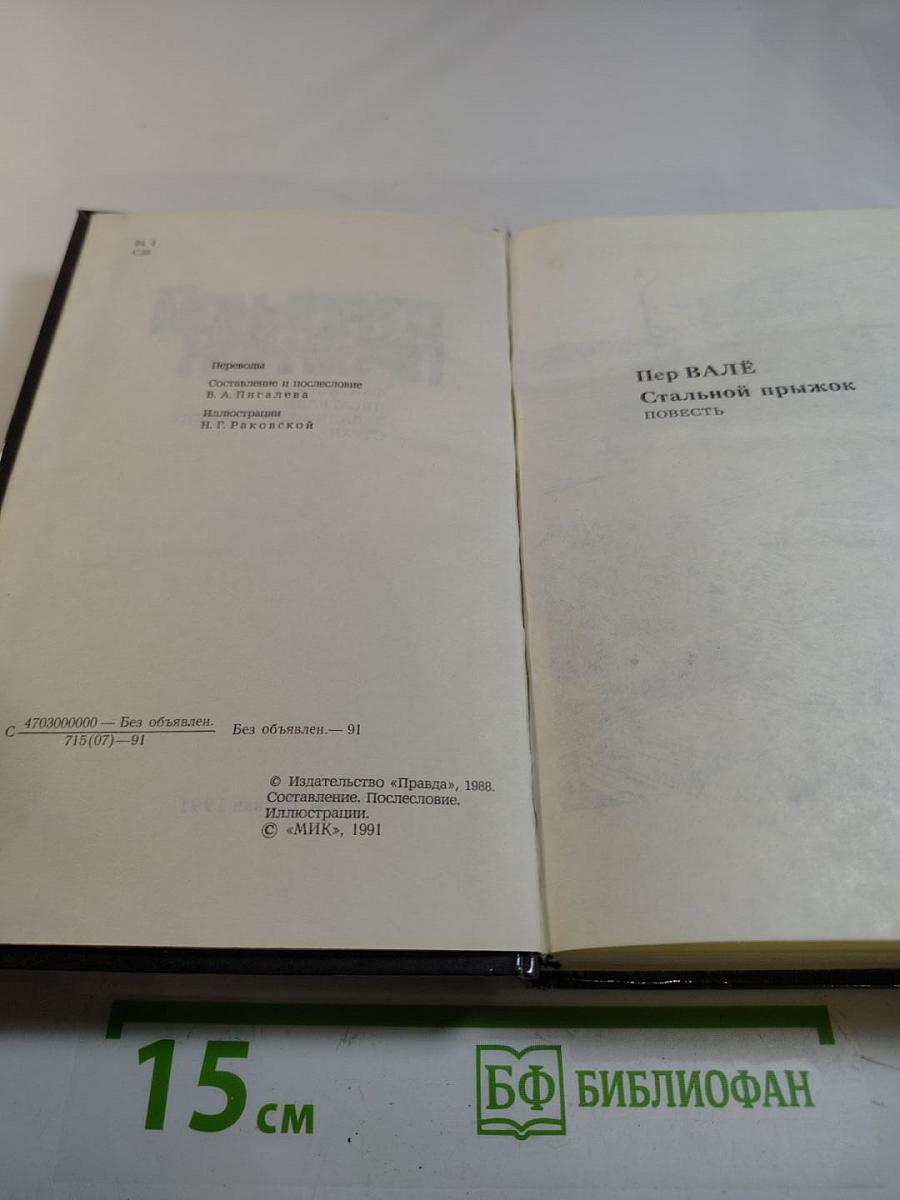 С80
Переводы
Составление и послесловие
В. А. Пигалева
Иллюстрации
Н. Г. Раковской
С 4703000000 — Без объявлен.
715(07)—91
Без объявлен.— 91
© Издательство «Правда», 1988.
Составление. Послесловие.
Иллюстрации.
© «МИК», 1991
Пер ВАЛЁ
Стальной прыжок
ПОВЕСТЬ
15 см
БФ БИБЛИОФАН